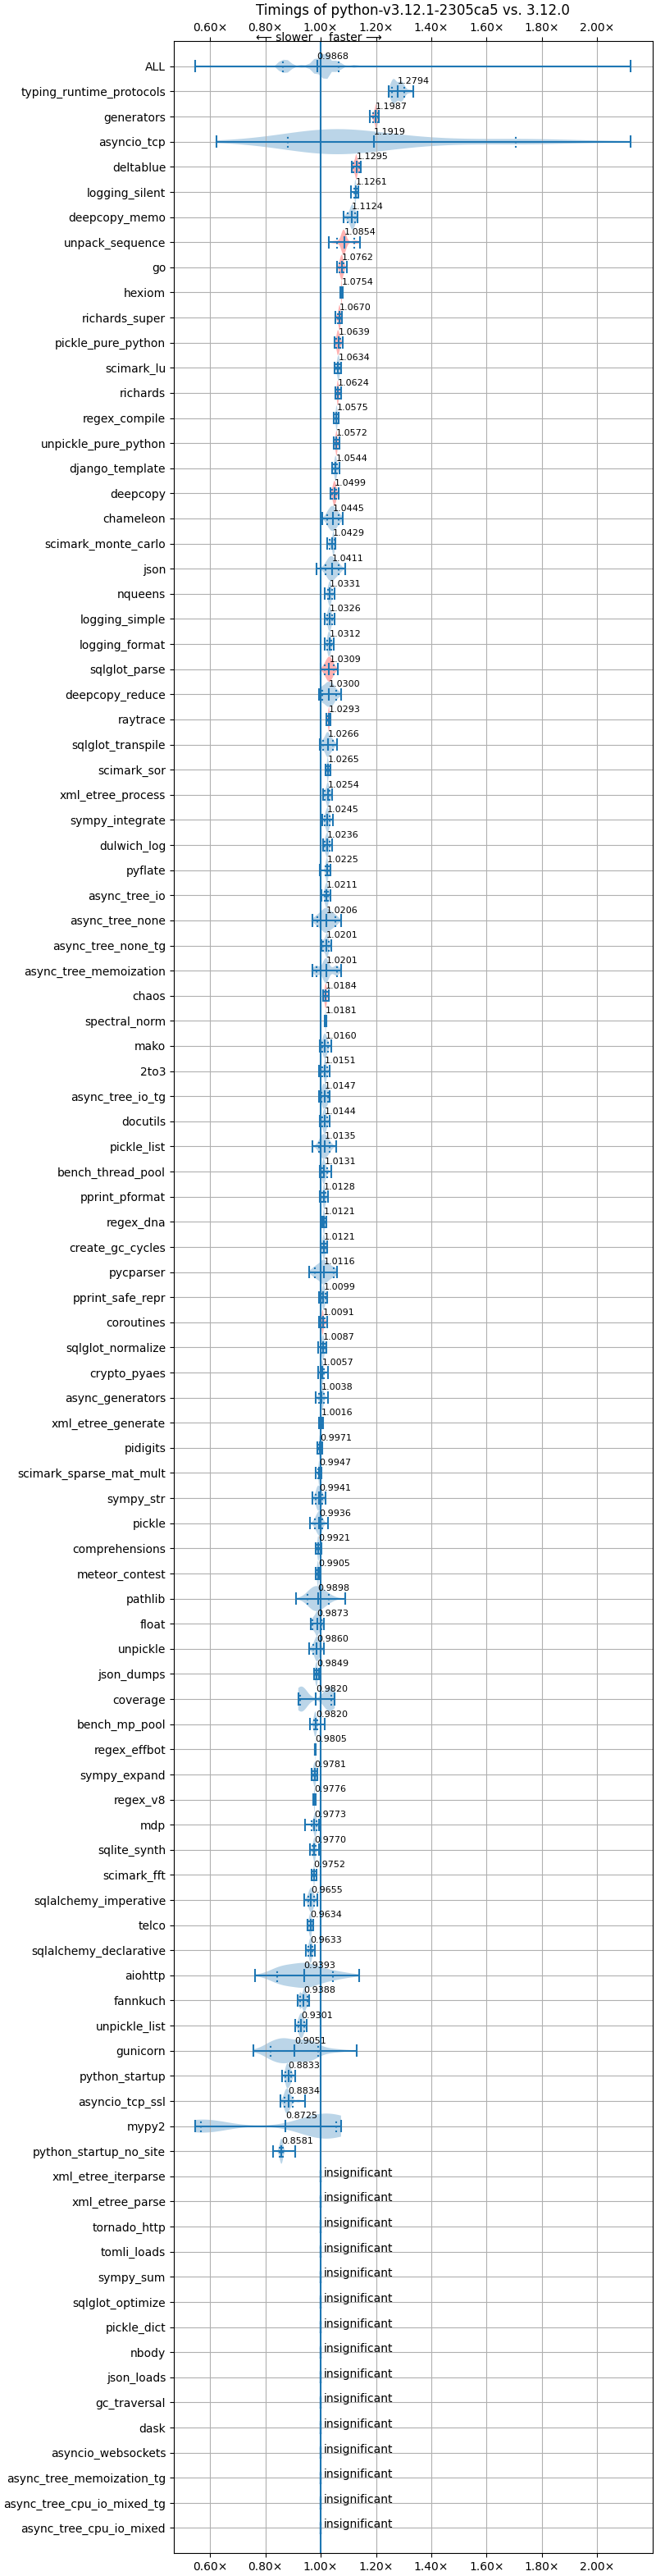 Timings of python-v3.12.1-2305ca5 vs. 3.12.0
0.60× 0.80× 1.00× 1.20× 1.40× 1.60× 1.80× 2.00×
← slower faster →
ALL 0.9868
typing_runtime_protocols 1.2794
generators 1.1987
asyncio_tcp 1.1919
deltablue 1.1295
logging_silent 1.1261
deepcopy_memo 1.1124
unpack_sequence 1.0854
go 1.0762
hexiom 1.0754
richards_super 1.0670
pickle_pure_python 1.0639
scimark_lu 1.0634
richards 1.0624
regex_compile 1.0575
unpickle_pure_python 1.0572
django_template 1.0544
deepcopy 1.0499
chameleon 1.0445
scimark_monte_carlo 1.0429
json 1.0411
nqueens 1.0331
logging_simple 1.0326
logging_format 1.0312
sqlglot_parse 1.0309
deepcopy_reduce 1.0300
raytrace 1.0293
sqlglot_transpile 1.0266
scimark_sor 1.0265
xml_etree_process 1.0254
sympy_integrate 1.0245
dulwich_log 1.0236
pyflate 1.0225
async_tree_io 1.0211
async_tree_none 1.0206
async_tree_none_tg 1.0201
async_tree_memoization 1.0201
chaos 1.0184
spectral_norm 1.0181
mako 1.0160
2to3 1.0151
async_tree_io_tg 1.0147
docutils 1.0144
pickle_list 1.0135
bench_thread_pool 1.0131
pprint_pformat 1.0128
regex_dna 1.0121
create_gc_cycles 1.0121
pycparser 1.0116
pprint_safe_repr 1.0099
coroutines 1.0091
sqlglot_normalize 1.0087
crypto_pyaes 1.0057
async_generators 1.0038
xml_etree_generate 1.0016
pidigits 0.9971
scimark_sparse_mat_mult 0.9947
sympy_str 0.9941
pickle 0.9936
comprehensions 0.9921
meteor_contest 0.9905
pathlib 0.9898
float 0.9873
unpickle 0.9860
json_dumps 0.9849
coverage 0.9820
bench_mp_pool 0.9820
regex_effbot 0.9805
sympy_expand 0.9781
regex_v8 0.9776
mdp 0.9773
sqlite_synth 0.9770
scimark_fft 0.9752
sqlalchemy_imperative 0.9655
telco 0.9634
sqlalchemy_declarative 0.9633
aiohttp 0.9393
fannkuch 0.9388
unpickle_list 0.9301
gunicorn 0.9051
python_startup 0.8833
asyncio_tcp_ssl 0.8834
mypy2 0.8725
python_startup_no_site 0.8581
xml_etree_iterparse insignificant
xml_etree_parse insignificant
tornado_http insignificant
tomli_loads insignificant
sympy_sum insignificant
sqlglot_optimize insignificant
pickle_dict insignificant
nbody insignificant
json_loads insignificant
gc_traversal insignificant
dask insignificant
asyncio_websockets insignificant
async_tree_memoization_tg insignificant
async_tree_cpu_io_mixed_tg insignificant
async_tree_cpu_io_mixed insignificant
0.60× 0.80× 1.00× 1.20× 1.40× 1.60× 1.80× 2.00×